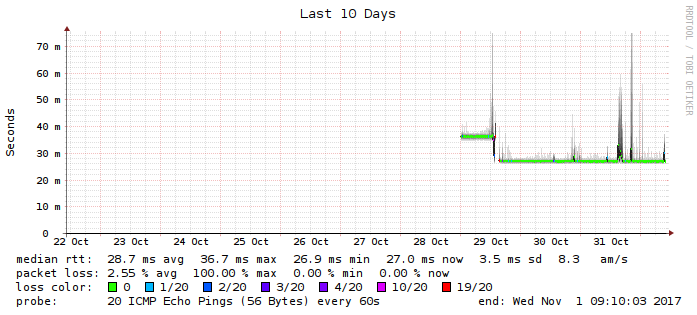 Last 10 Days
RRDTOOL / TOBI OETIKER
Seconds
70 m
60 m
50 m
40 m
30 m
20 m
10 m
0
22 Oct 23 Oct 24 Oct 25 Oct 26 Oct 27 Oct 28 Oct 29 Oct 30 Oct 31 Oct
median rtt: 28.7 ms avg 36.7 ms max 26.9 ms min 27.0 ms now 3.5 ms sd 8.3 am/s
packet loss: 2.55 % avg 100.00 % max 0.00 % min 0.00 % now
loss color: 0 1/20 2/20 3/20 4/20 10/20 19/20
probe: 20 ICMP Echo Pings (56 Bytes) every 60s end: Wed Nov 1 09:10:03 2017